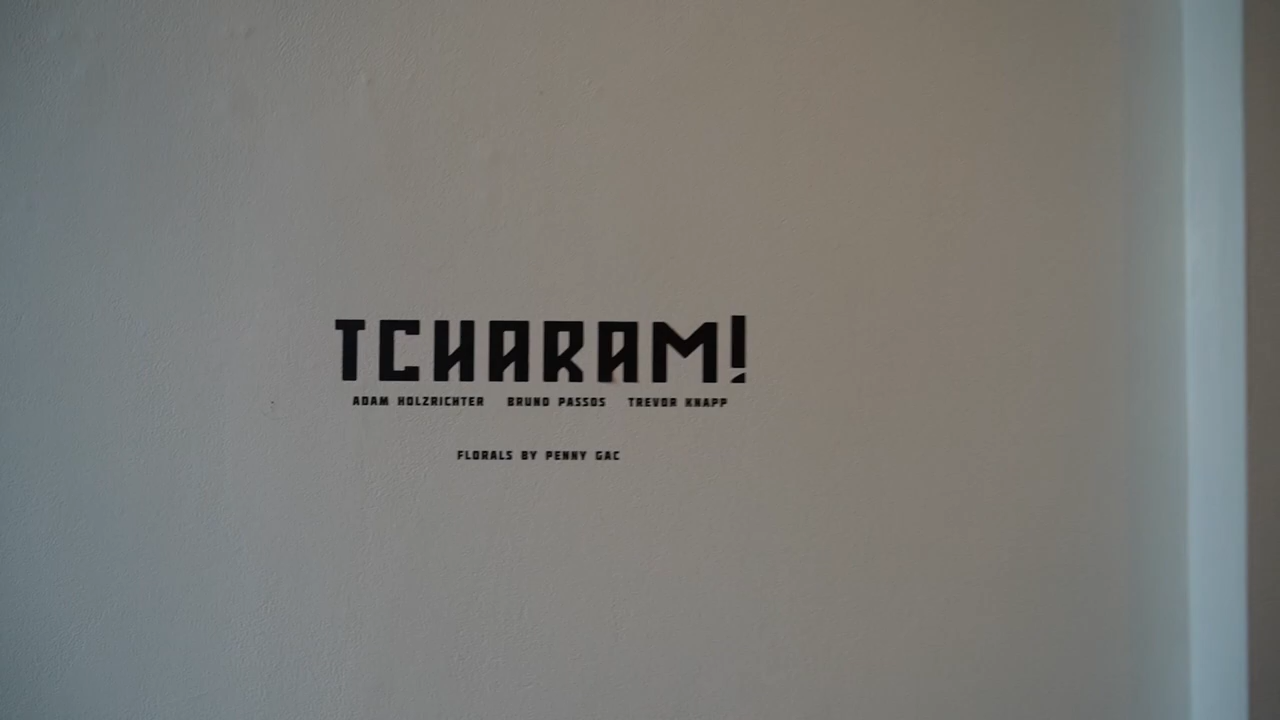 TCHARAM!
ADAM HOLZRICHTER BRUNO PASSOS TREVOR KNAPP
FLORALS BY PENNY GAC